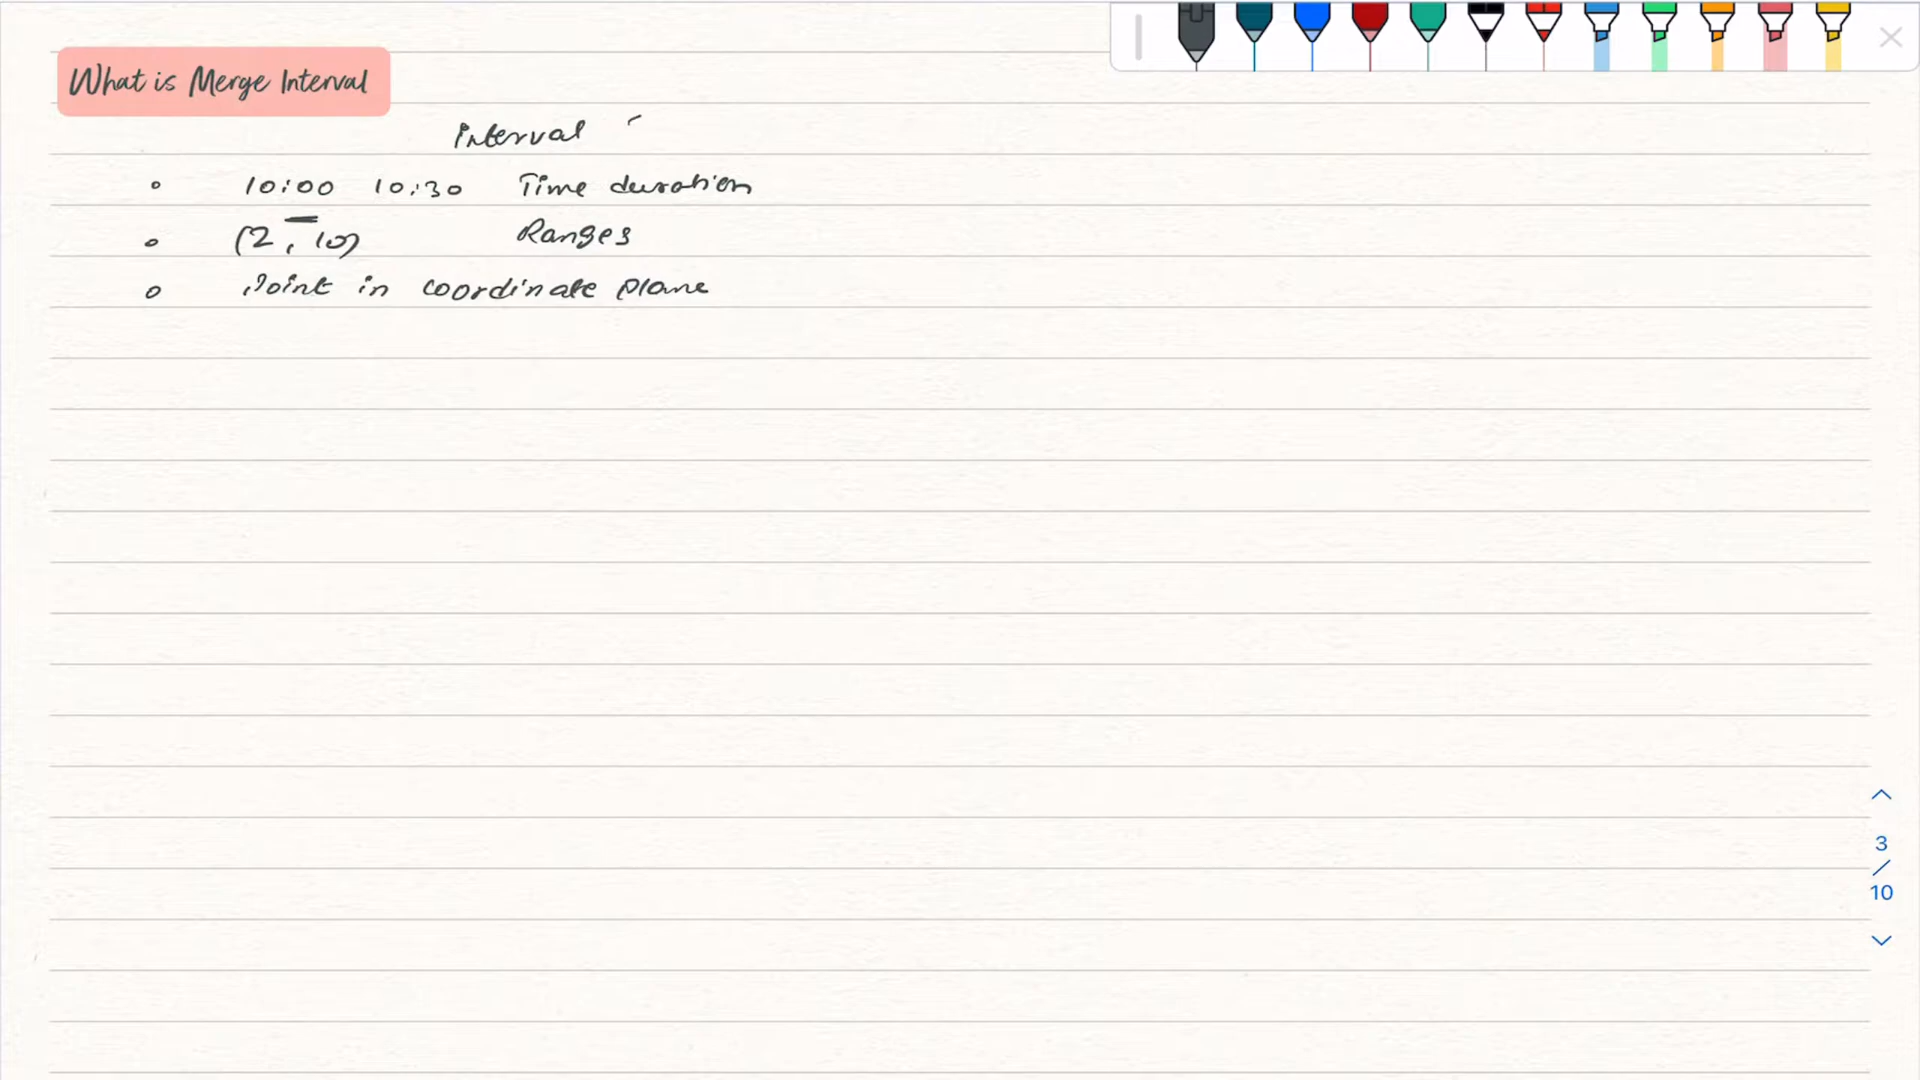 What is Merge Interval
Interval
10:00 10:30 Time duration
(2, 10) Ranges
Point in coordinate plane
3
/
10